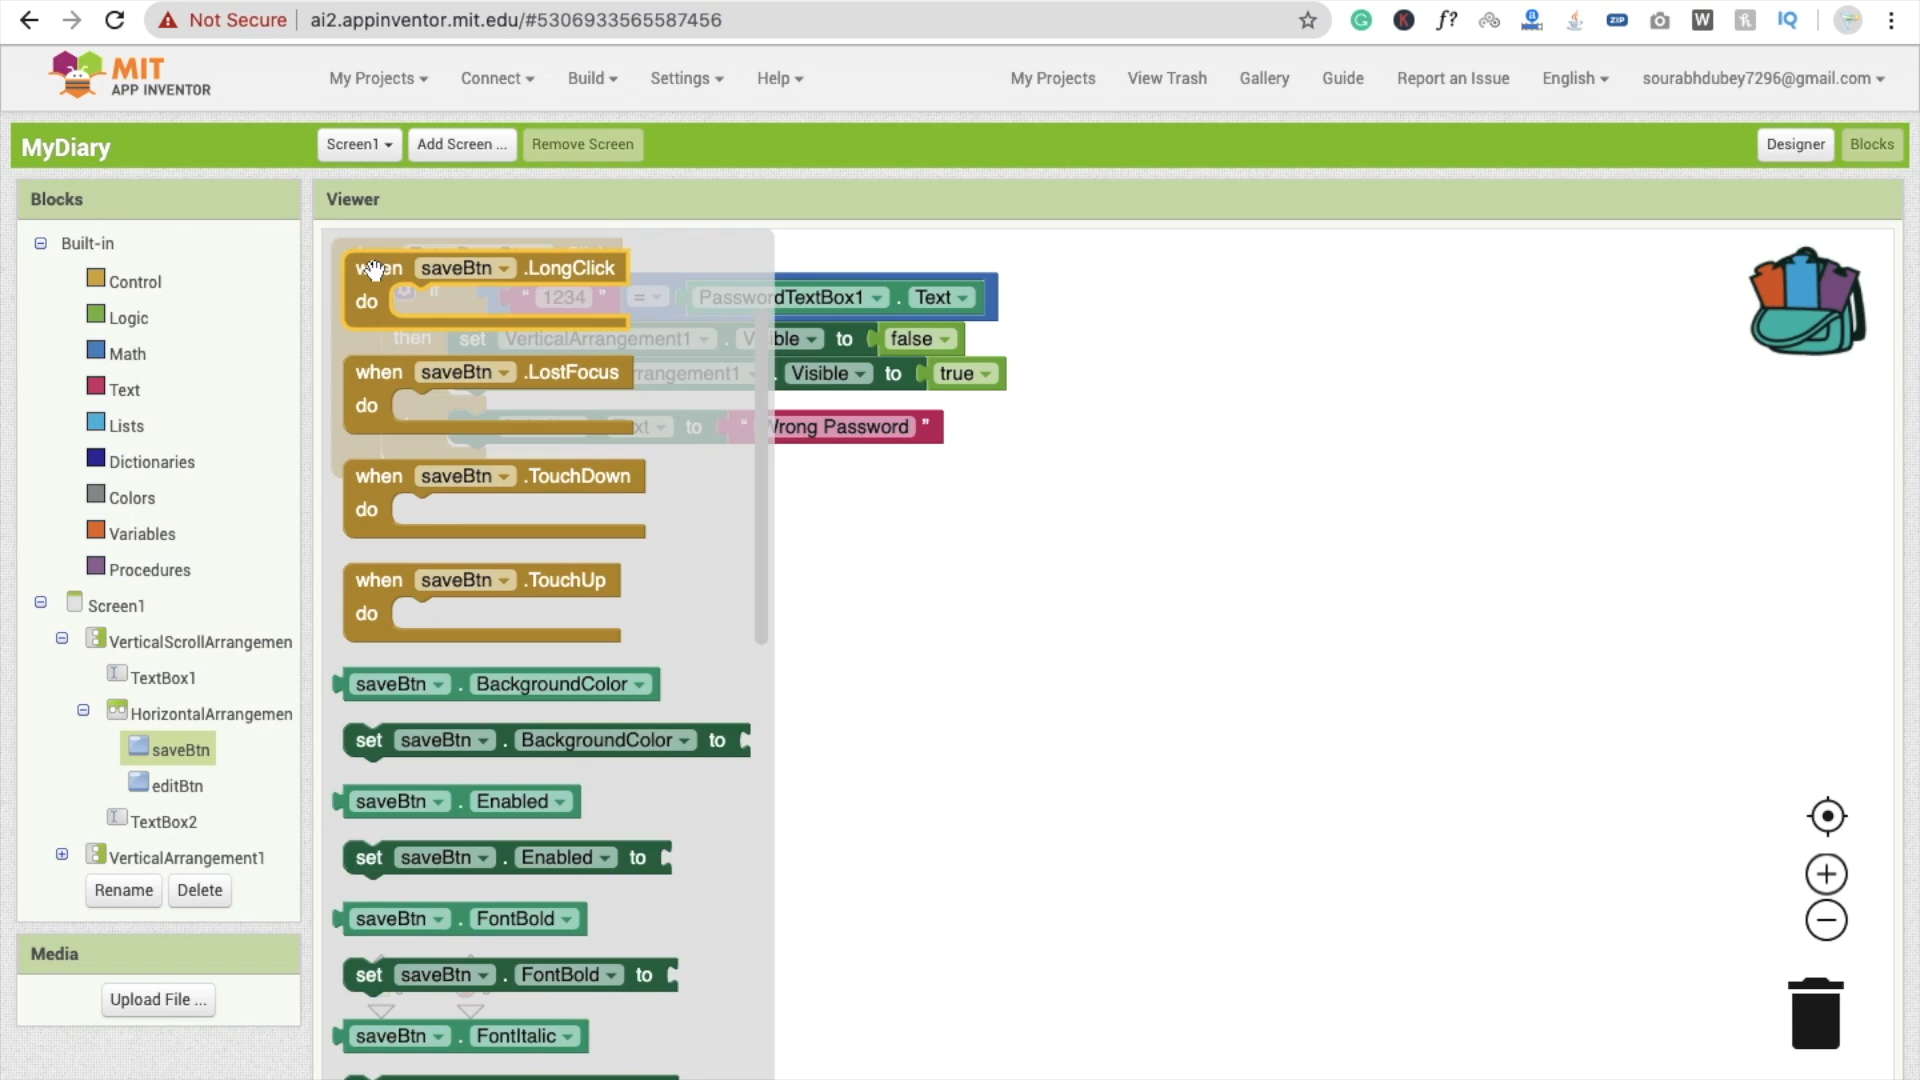 Not Secure ai2.appinventor.mit.edu/#5306933565587456
MIT
APP INVENTOR
My Projects Connect Build Settings Help My Projects View Trash Gallery Guide Report an Issue English sourabhdubey7296@gmail.com
MyDiary Screen1 Add Screen ... Remove Screen Designer Blocks
Blocks Viewer
Built-in
Control
Logic
Math
Text
Lists
Dictionaries
Colors
Variables
Procedures
Screen1
VerticalScrollArrangemen
TextBox1
HorizontalArrangemen
saveBtn
editBtn
TextBox2
VerticalArrangement1
Rename Delete
Media
Upload File ...
when saveBtn .LongClick
do
when saveBtn .LostFocus
do
when saveBtn .TouchDown
do
when saveBtn .TouchUp
do
saveBtn . BackgroundColor
set saveBtn . BackgroundColor to
saveBtn . Enabled
set saveBtn . Enabled to
saveBtn . FontBold
set saveBtn . FontBold to
saveBtn . FontItalic
if " 1234 " = PasswordTextBox1 . Text
then set VerticalArrangement1 . Visible to false
Visible to true
to " Wrong Password "